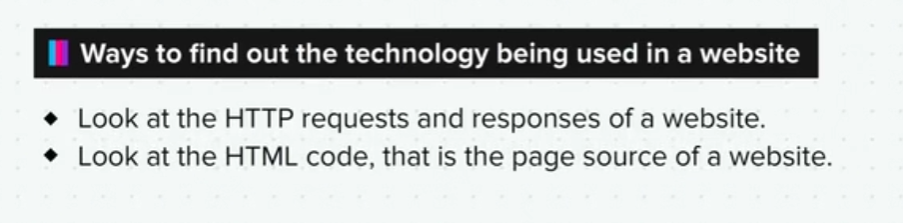 Ways to find out the technology being used in a website
Look at the HTTP requests and responses of a website.
Look at the HTML code, that is the page source of a website.